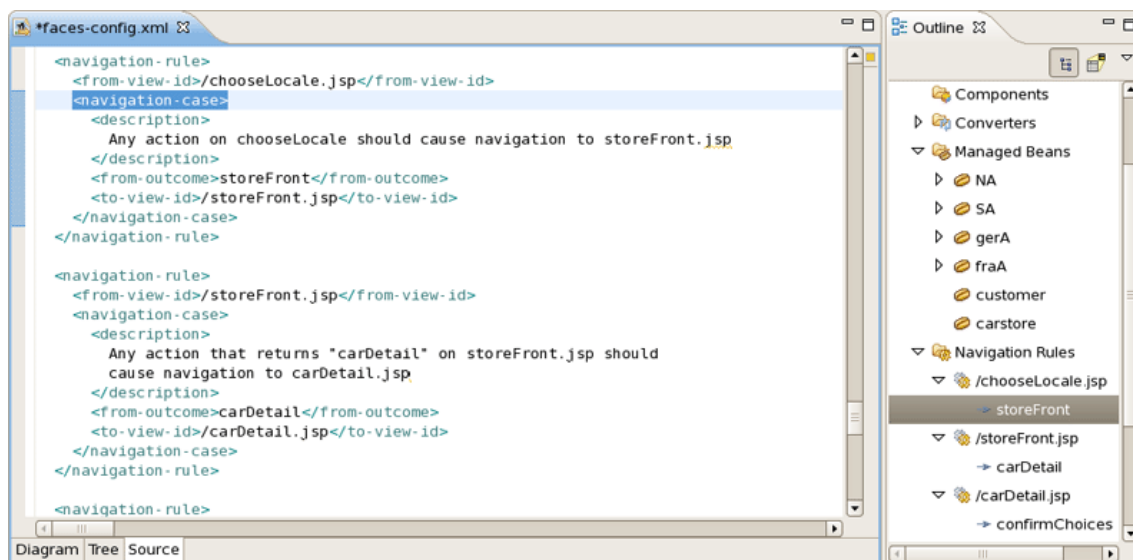 *faces-config.xml
<navigation-rule>
<from-view-id>/chooseLocale.jsp</from-view-id>
<navigation-case>
<description>
Any action on chooseLocale should cause navigation to storeFront.jsp
</description>
<from-outcome>storeFront</from-outcome>
<to-view-id>/storeFront.jsp</to-view-id>
</navigation-case>
</navigation-rule>
<navigation-rule>
<from-view-id>/storeFront.jsp</from-view-id>
<navigation-case>
<description>
Any action that returns "carDetail" on storeFront.jsp should
cause navigation to carDetail.jsp
</description>
<from-outcome>carDetail</from-outcome>
<to-view-id>/carDetail.jsp</to-view-id>
</navigation-case>
</navigation-rule>
<navigation-rule>
Diagram Tree Source
Outline
Components
Converters
Managed Beans
NA
SA
gerA
fraA
customer
carstore
Navigation Rules
/chooseLocale.jsp
storeFront
/storeFront.jsp
carDetail
/carDetail.jsp
confirmChoices